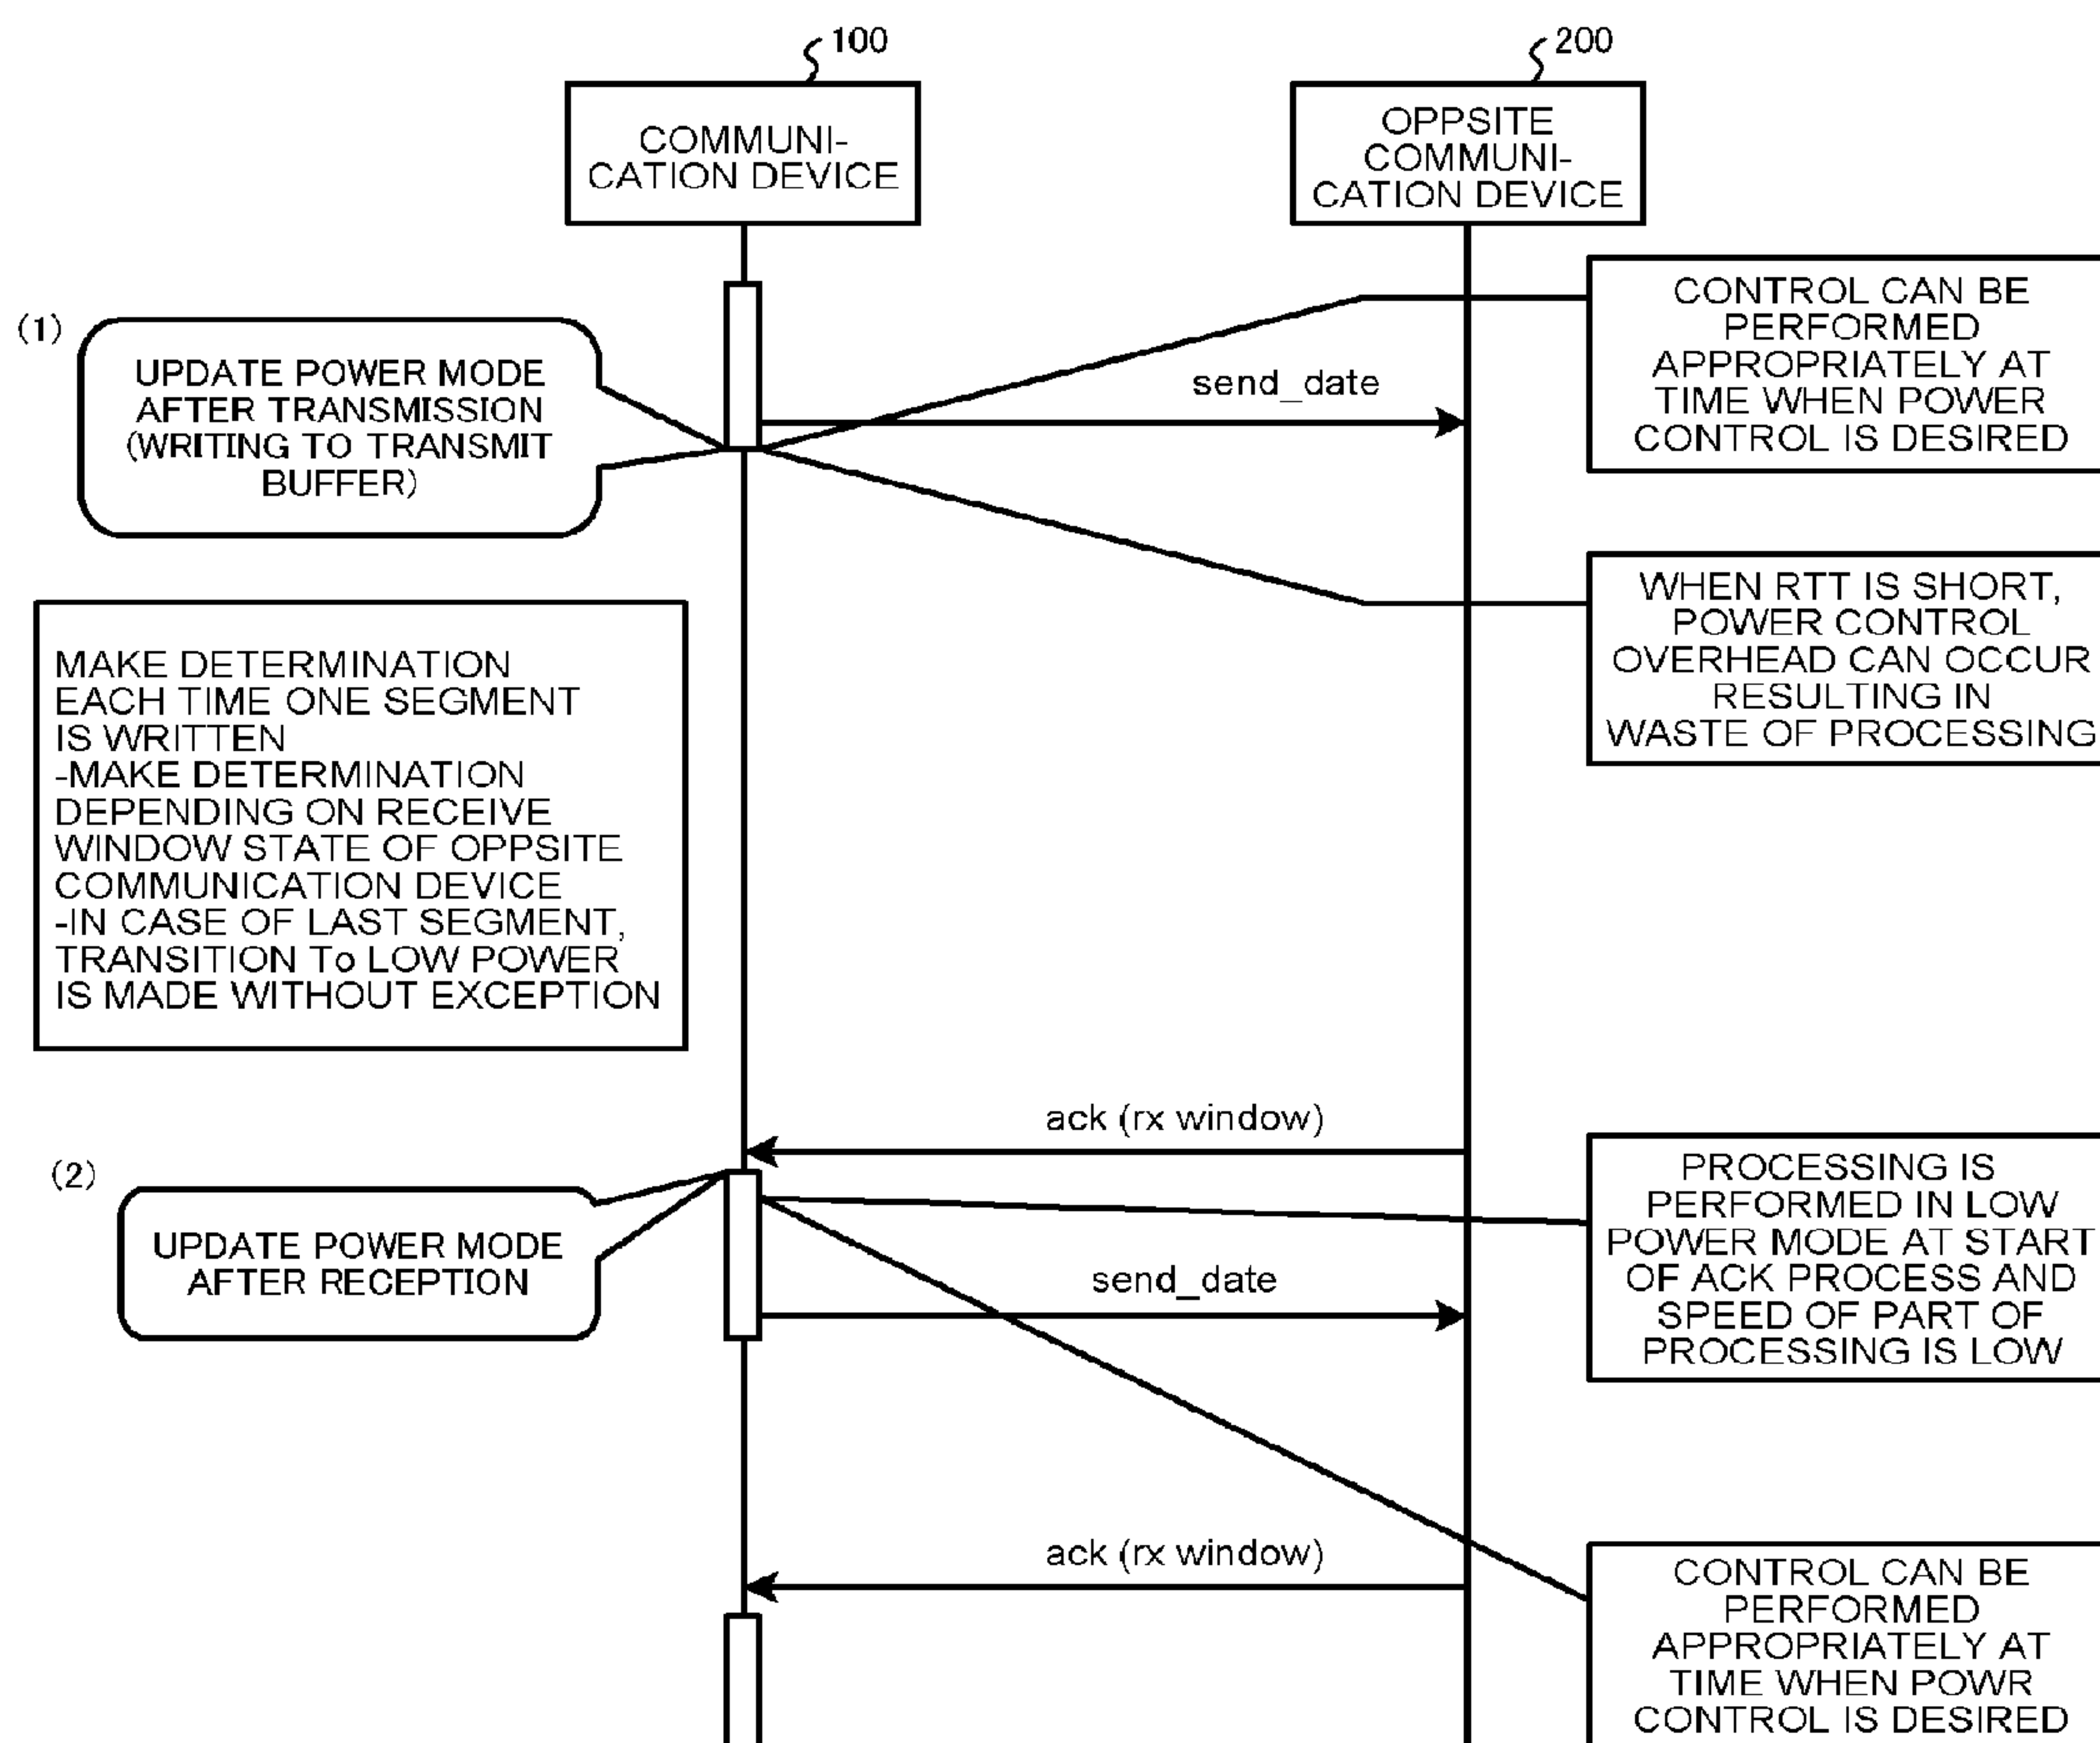 100
200
COMMUNI-
CATION DEVICE
OPPSITE
COMMUNI-
CATION DEVICE
(1)
UPDATE POWER MODE
AFTER TRANSMISSION
(WRITING TO TRANSMIT
BUFFER)
send_date
CONTROL CAN BE
PERFORMED
APPROPRIATELY AT
TIME WHEN POWER
CONTROL IS DESIRED
WHEN RTT IS SHORT,
POWER CONTROL
OVERHEAD CAN OCCUR
RESULTING IN
WASTE OF PROCESSING
MAKE DETERMINATION
EACH TIME ONE SEGMENT
IS WRITTEN
-MAKE DETERMINATION
DEPENDING ON RECEIVE
WINDOW STATE OF OPPSITE
COMMUNICATION DEVICE
-IN CASE OF LAST SEGMENT,
TRANSITION To LOW POWER
IS MADE WITHOUT EXCEPTION
ack (rx window)
(2)
UPDATE POWER MODE
AFTER RECEPTION
send_date
PROCESSING IS
PERFORMED IN LOW
POWER MODE AT START
OF ACK PROCESS AND
SPEED OF PART OF
PROCESSING IS LOW
ack (rx window)
CONTROL CAN BE
PERFORMED
APPROPRIATELY AT
TIME WHEN POWR
CONTROL IS DESIRED